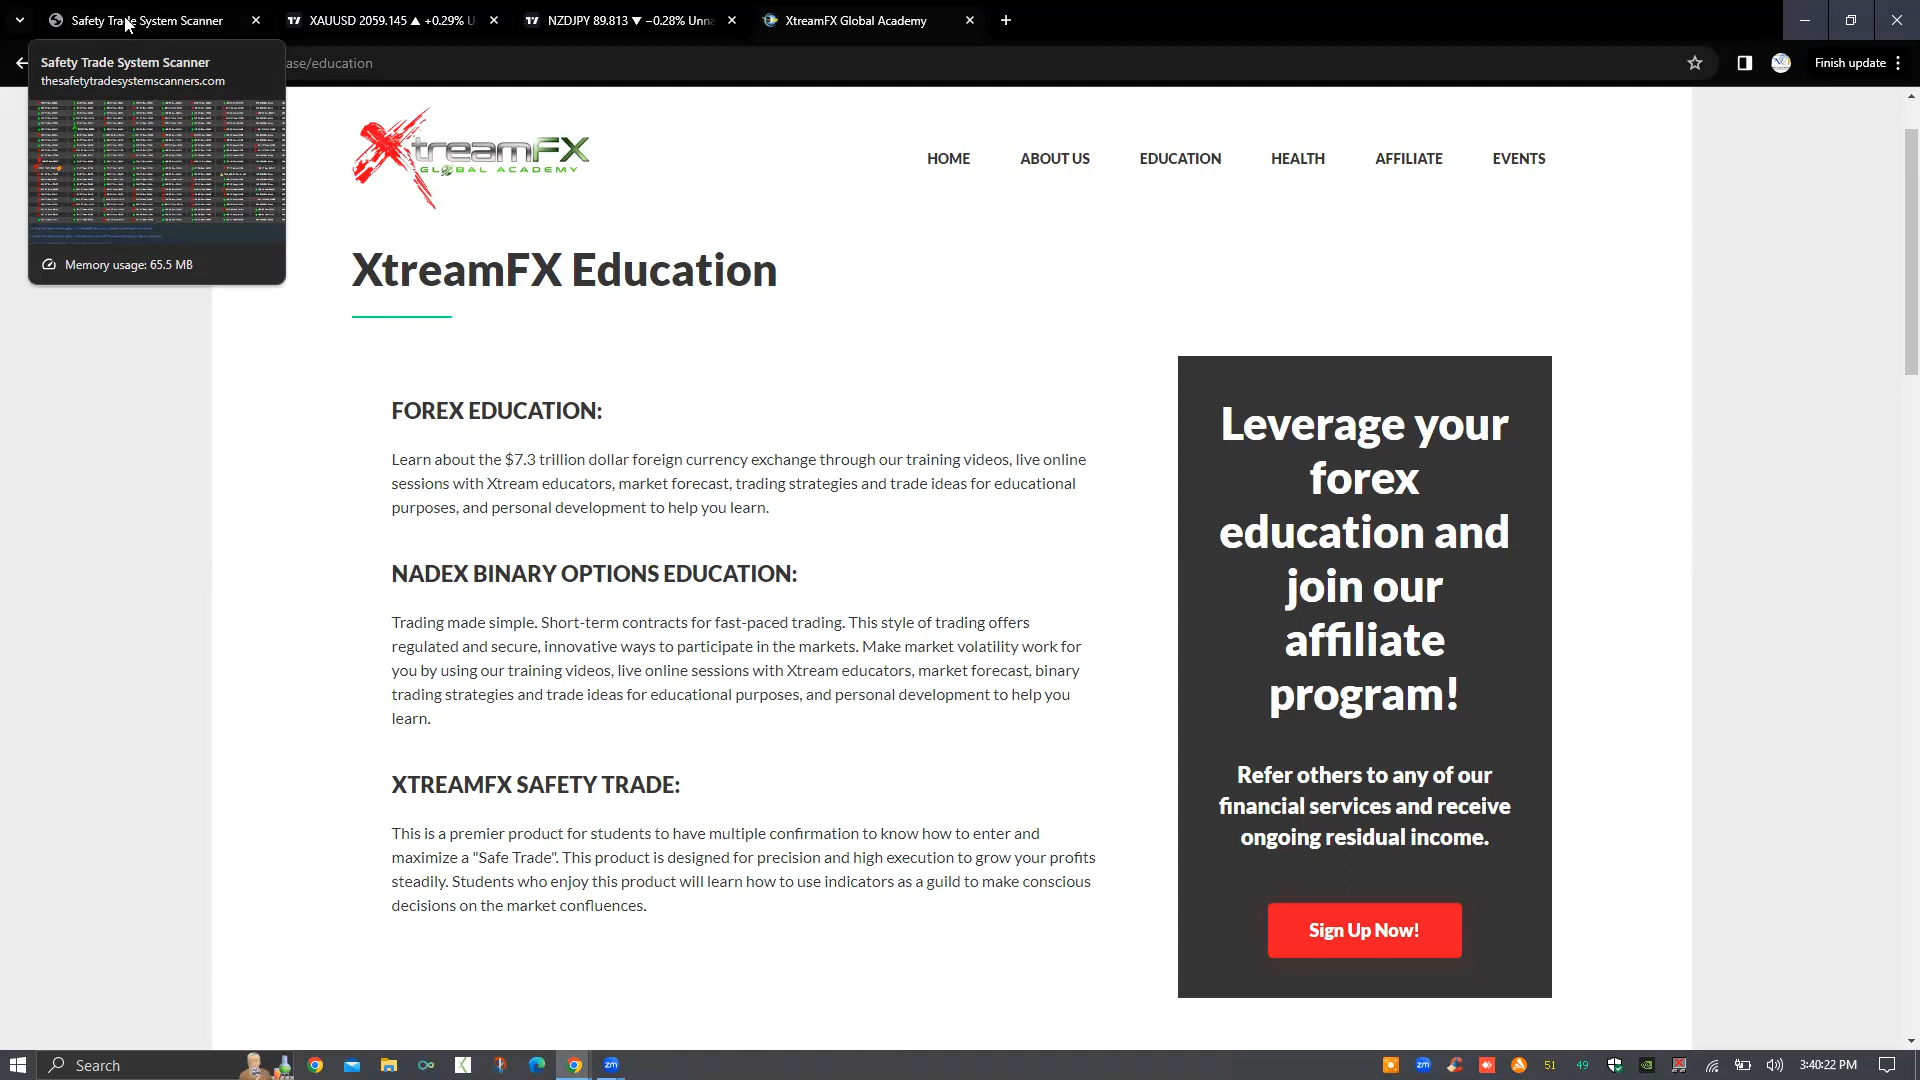 Safety Trade System Scanner
XAUUSD 2059.145 ▲ +0.29% U
NZDJPY 89.813 ▼ −0.28% Unna
XtreamFX Global Academy
Safety Trade System Scanner
thesafetytradesystemscanners.com
Memory usage: 65.5 MB
ase/education
Finish update
XtreamFX
GLOBAL ACADEMY
HOME
ABOUT US
EDUCATION
HEALTH
AFFILIATE
EVENTS
XtreamFX Education
FOREX EDUCATION:
Learn about the $7.3 trillion dollar foreign currency exchange through our training videos, live online
sessions with Xtream educators, market forecast, trading strategies and trade ideas for educational
purposes, and personal development to help you learn.
NADEX BINARY OPTIONS EDUCATION:
Trading made simple. Short-term contracts for fast-paced trading. This style of trading offers
regulated and secure, innovative ways to participate in the markets. Make market volatility work for
you by using our training videos, live online sessions with Xtream educators, market forecast, binary
trading strategies and trade ideas for educational purposes, and personal development to help you
learn.
XTREAMFX SAFETY TRADE:
This is a premier product for students to have multiple confirmation to know how to enter and
maximize a "Safe Trade". This product is designed for precision and high execution to grow your profits
steadily. Students who enjoy this product will learn how to use indicators as a guild to make conscious
decisions on the market confluences.
Leverage your
forex
education and
join our
affiliate
program!
Refer others to any of our
financial services and receive
ongoing residual income.
Sign Up Now!
Search
zm
zm
51
49
3:40:22 PM